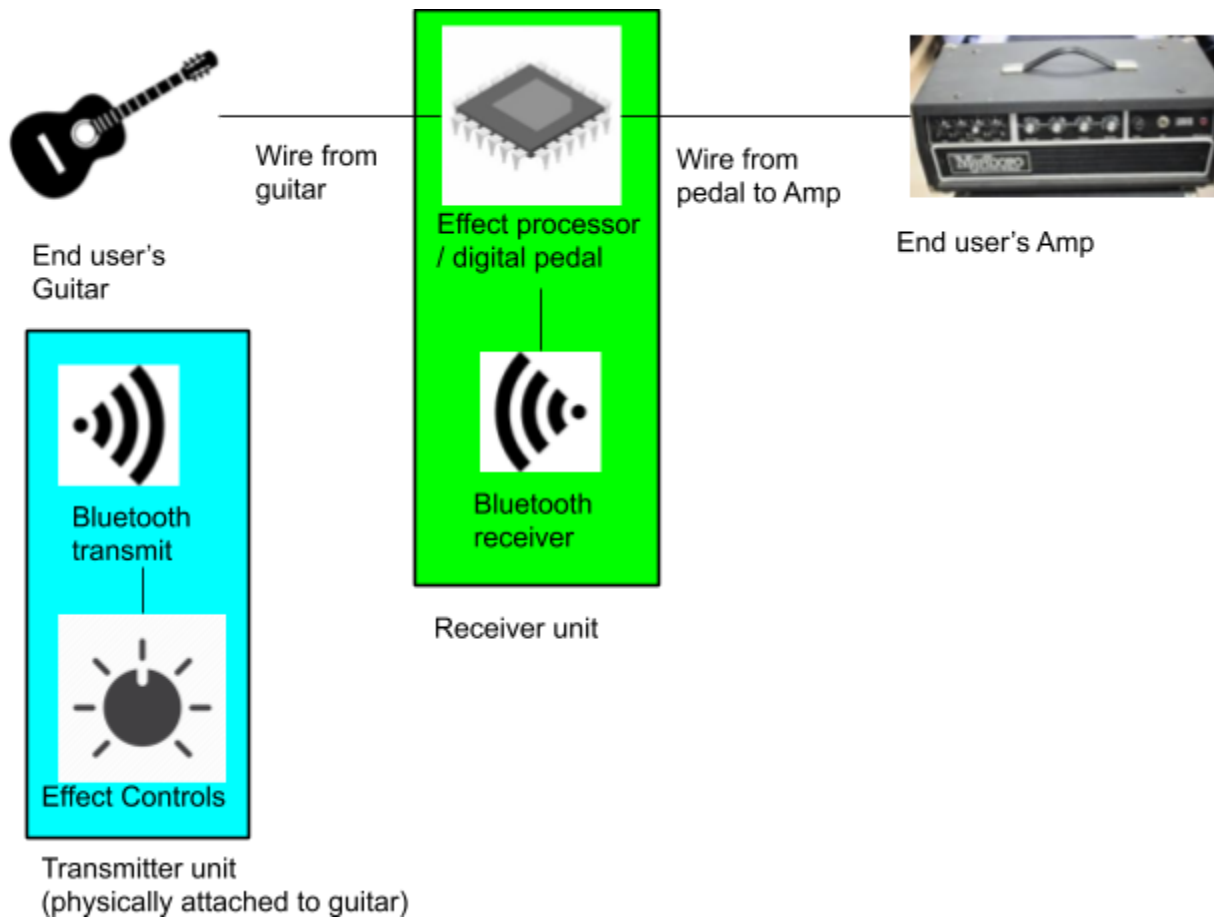 Wire from
guitar
Wire from
pedal to Amp
End user's
Guitar
Effect processor
/ digital pedal
End user's Amp
Bluetooth
transmit
Bluetooth
receiver
Receiver unit
Effect Controls
Transmitter unit
(physically attached to guitar)